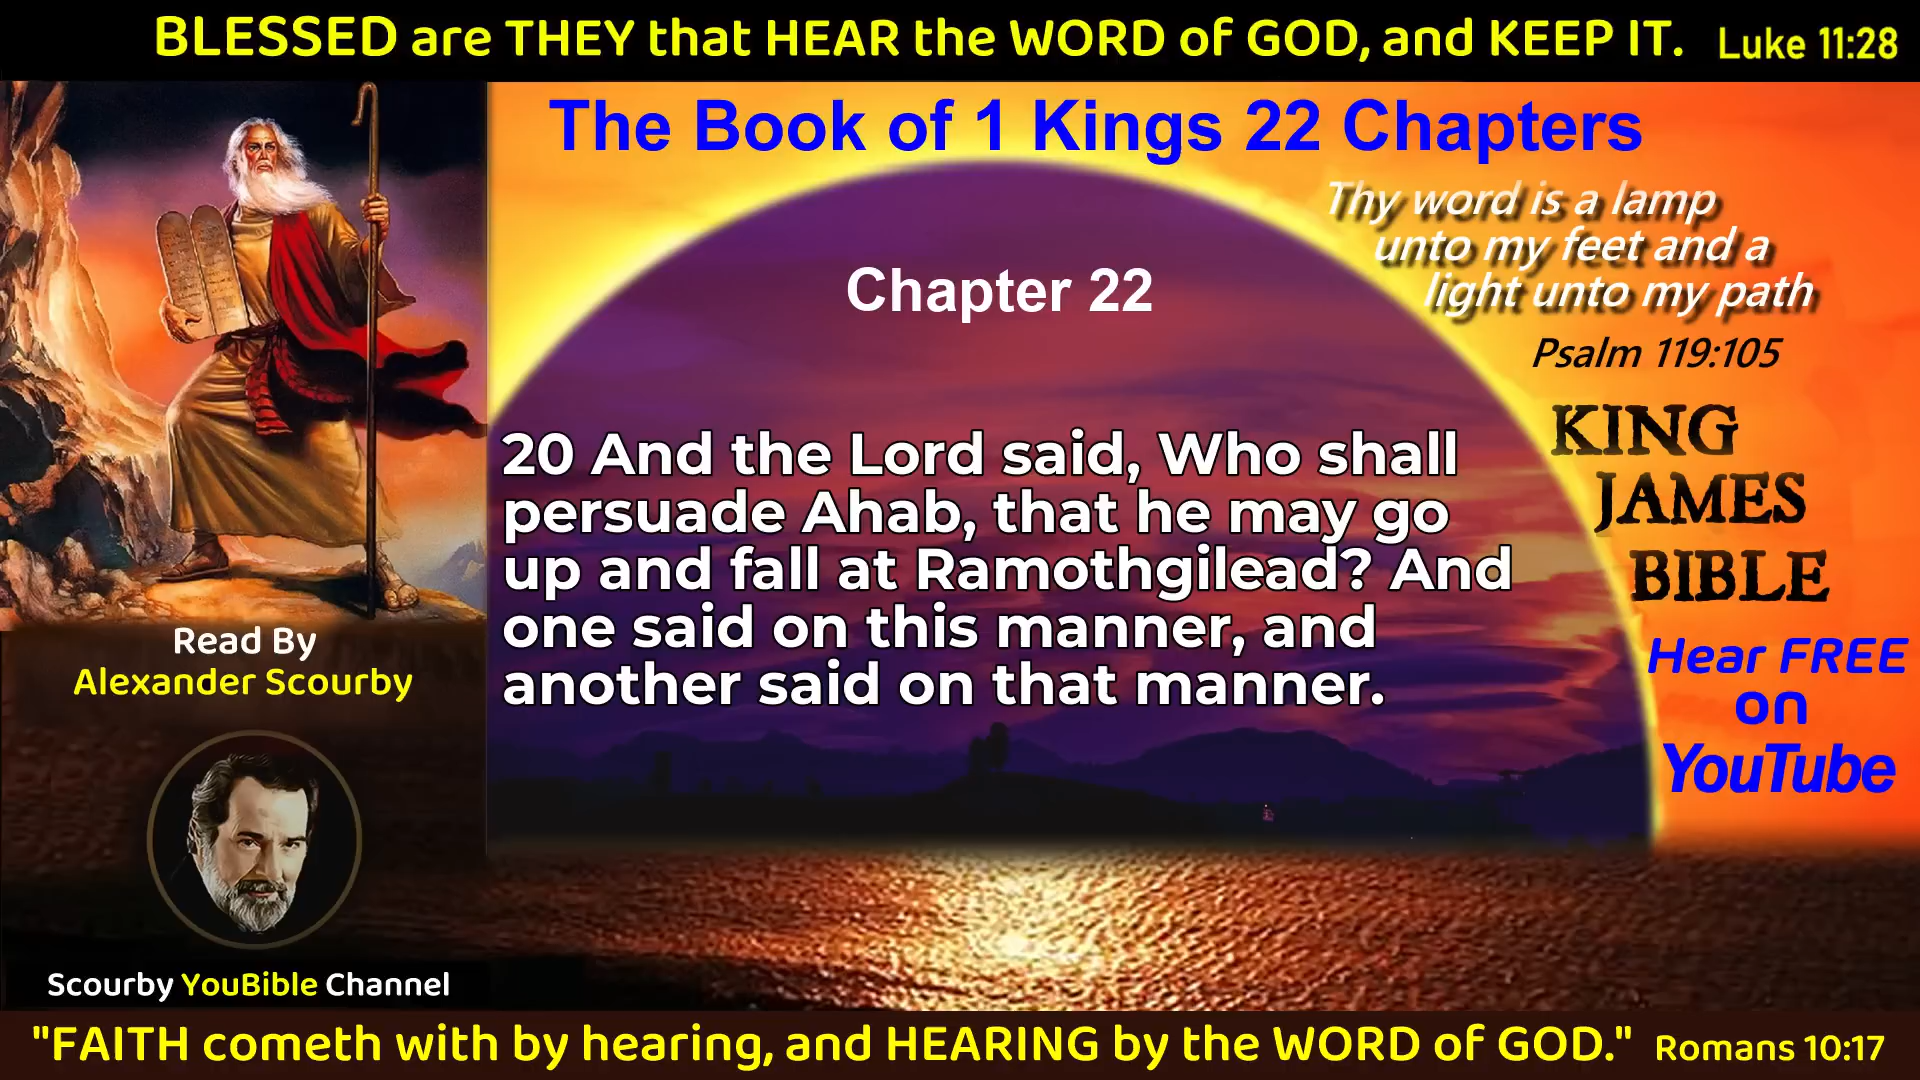 BLESSED are THEY that HEAR the WORD of GOD, and KEEP IT. Luke 11:28
The Book of 1 Kings 22 Chapters
Thy word is a lamp
unto my feet and a
light unto my path
Psalm 119:105
Chapter 22
20 And the Lord said, Who shall
persuade Ahab, that he may go
up and fall at Ramothgilead? And
one said on this manner, and
another said on that manner.
KING
JAMES
BIBLE
Hear FREE
on
YouTube
Read By
Alexander Scourby
Scourby YouBible Channel
"FAITH cometh with by hearing, and HEARING by the WORD of GOD." Romans 10:17